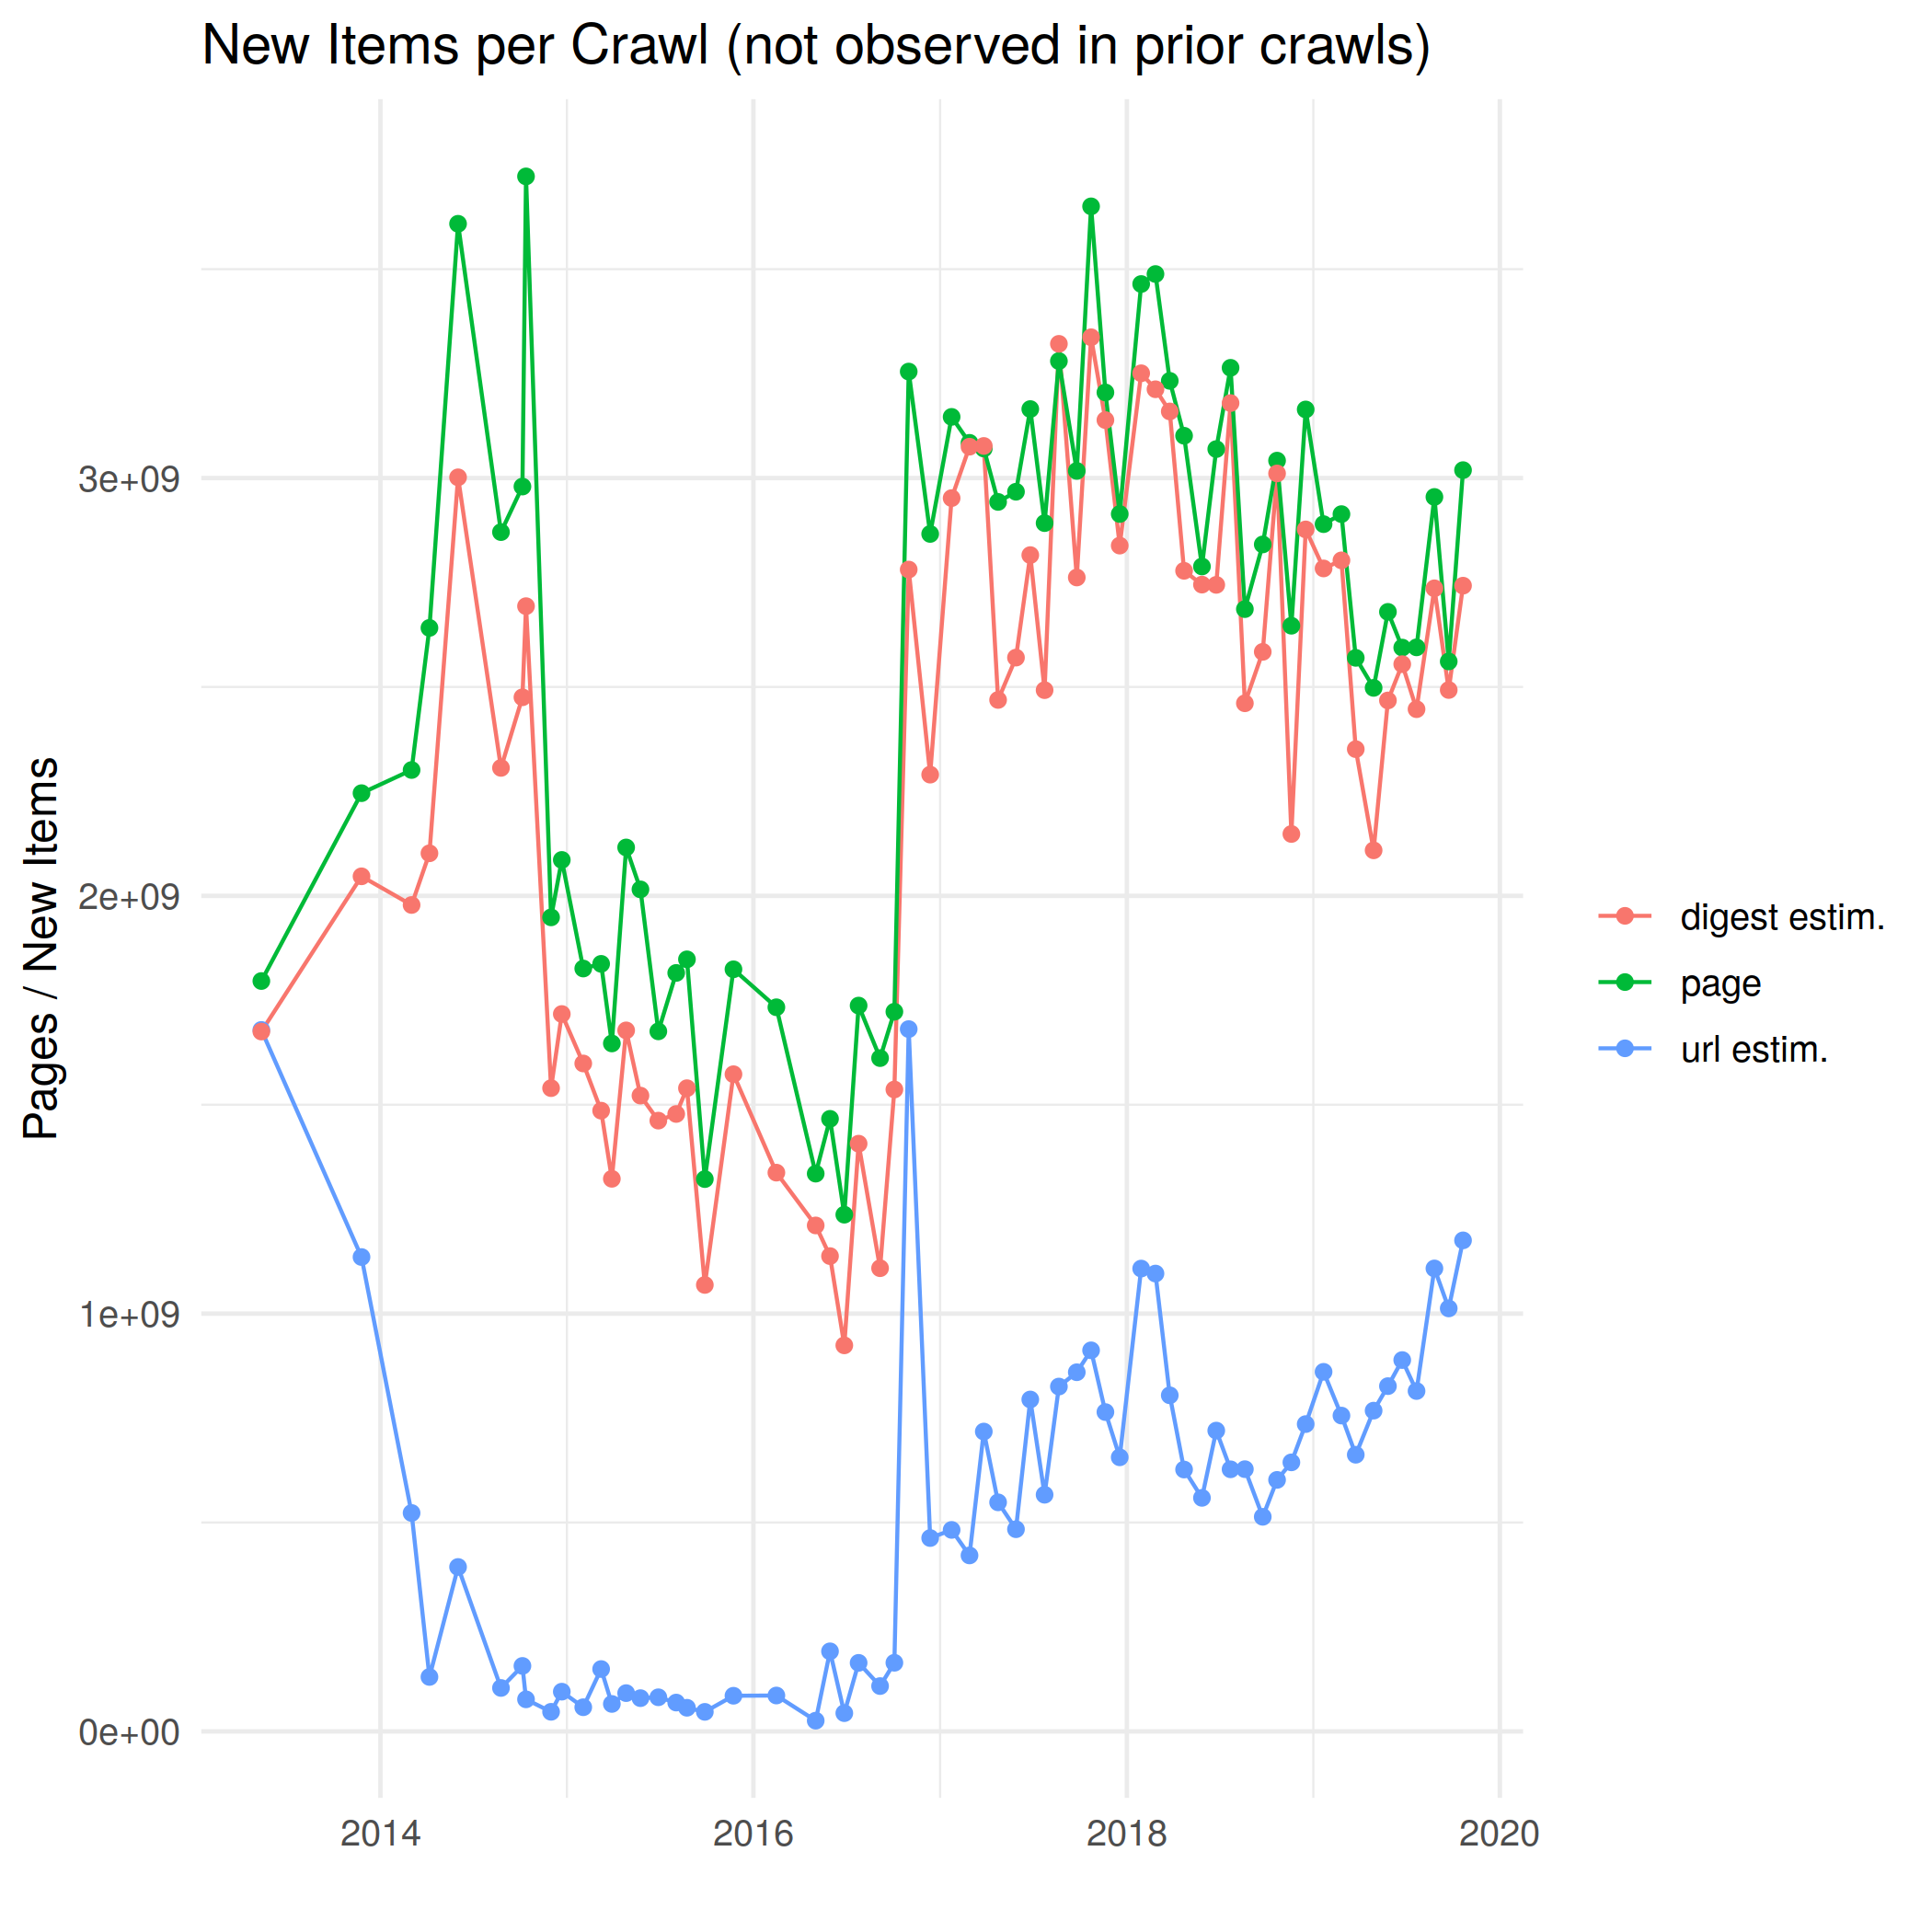 New Items per Crawl (not observed in prior crawls)
Pages / New Items
3e+09
2e+09
1e+09
0e+00
2014
2016
2018
2020
digest estim.
page
url estim.